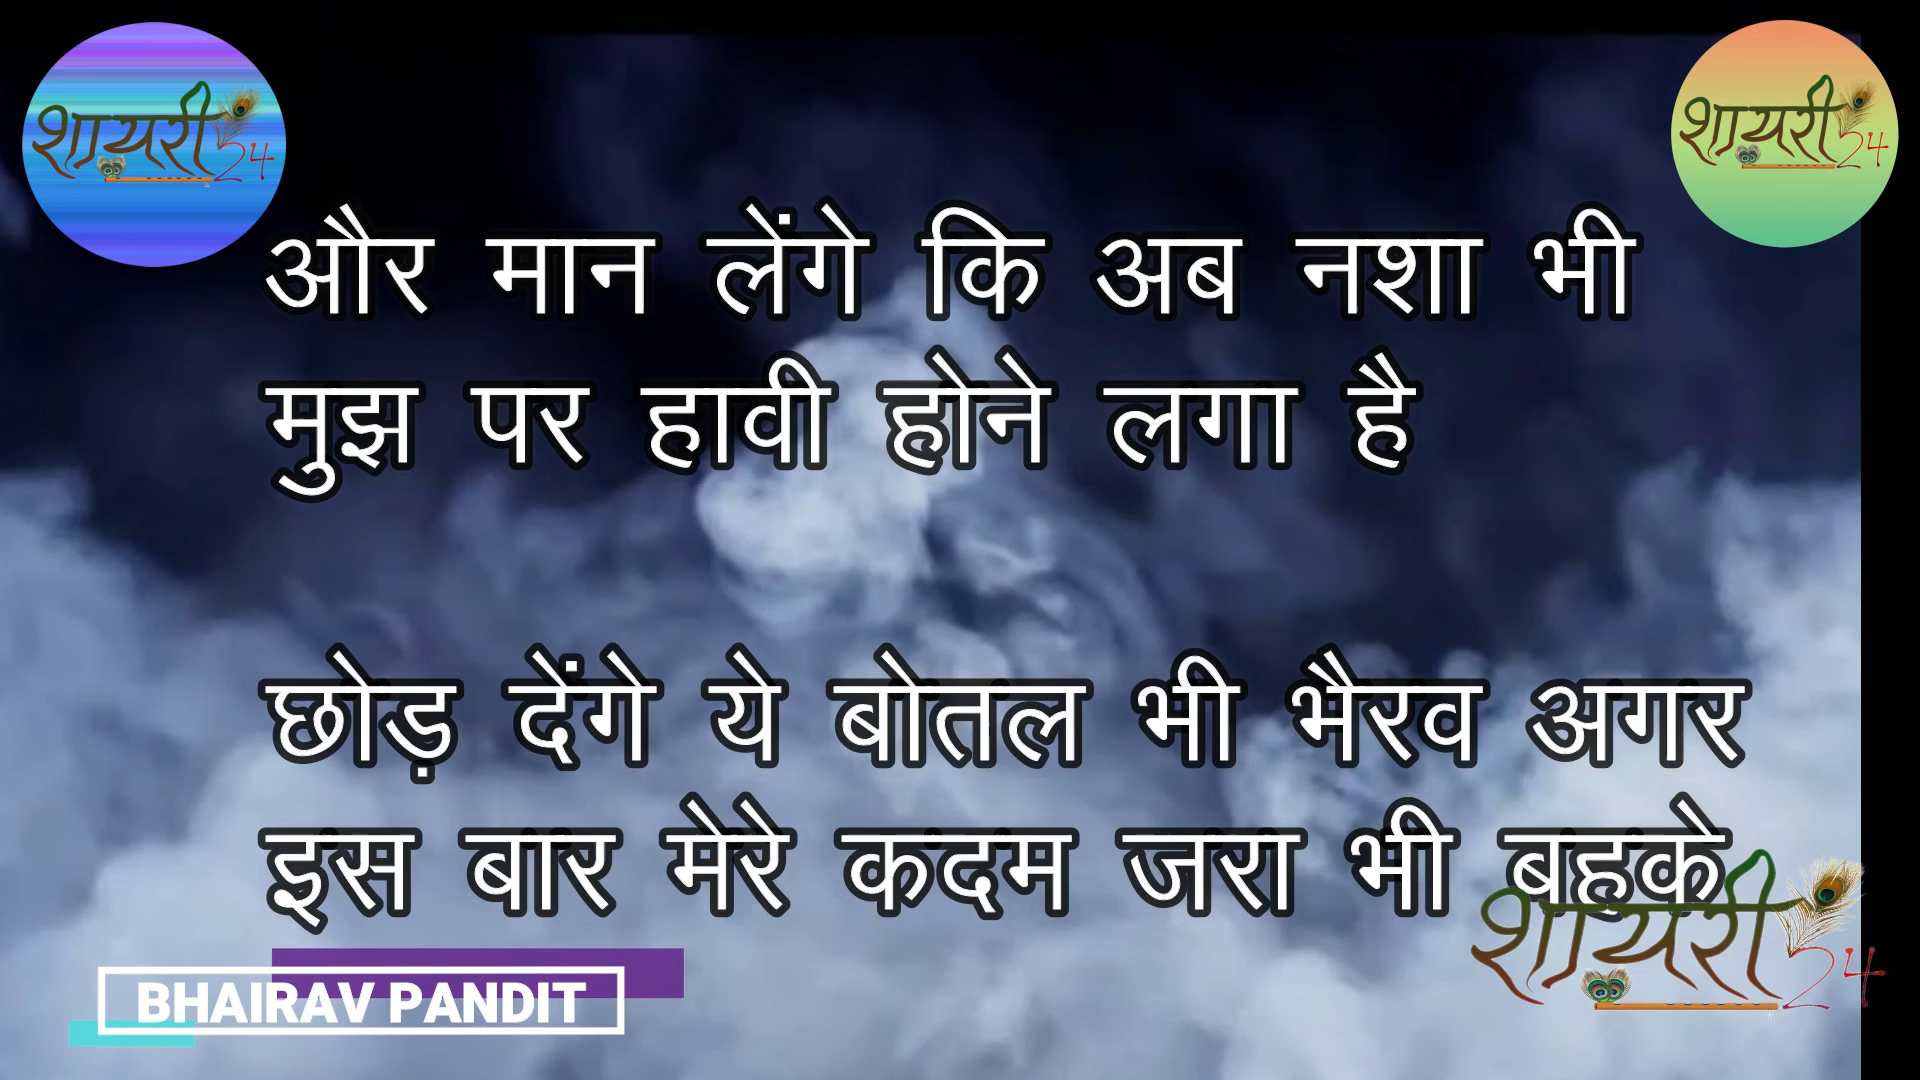 शायरी 24
शायरी 24
और मान लेंगे कि अब नशा भी
मुझ पर हावी होने लगा है
छोड़ देंगे ये बोतल भी भैरव अगर
इस बार मेरे कदम जरा भी बहके
शायरी 24
BHAIRAV PANDIT